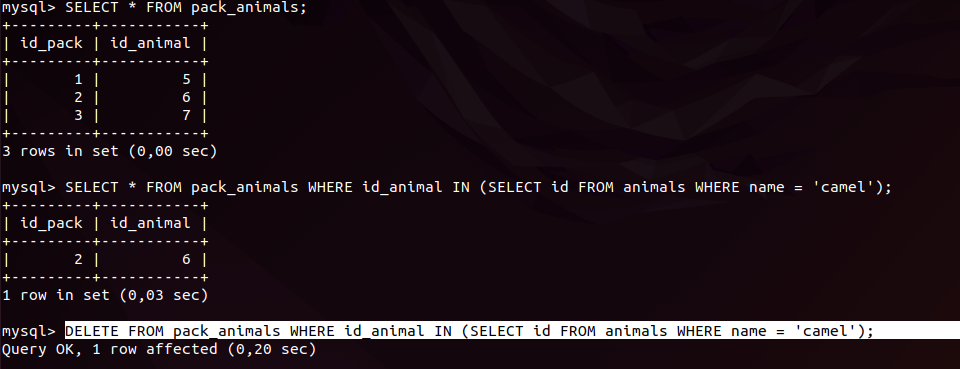 mysql> SELECT * FROM pack_animals;
+---------+-----------+
| id_pack | id_animal |
+---------+-----------+
|       1 |         5 |
|       2 |         6 |
|       3 |         7 |
+---------+-----------+
3 rows in set (0,00 sec)

mysql> SELECT * FROM pack_animals WHERE id_animal IN (SELECT id FROM animals WHERE name = 'camel');
+---------+-----------+
| id_pack | id_animal |
+---------+-----------+
|       2 |         6 |
+---------+-----------+
1 row in set (0,03 sec)

mysql> DELETE FROM pack_animals WHERE id_animal IN (SELECT id FROM animals WHERE name = 'camel');
Query OK, 1 row affected (0,20 sec)